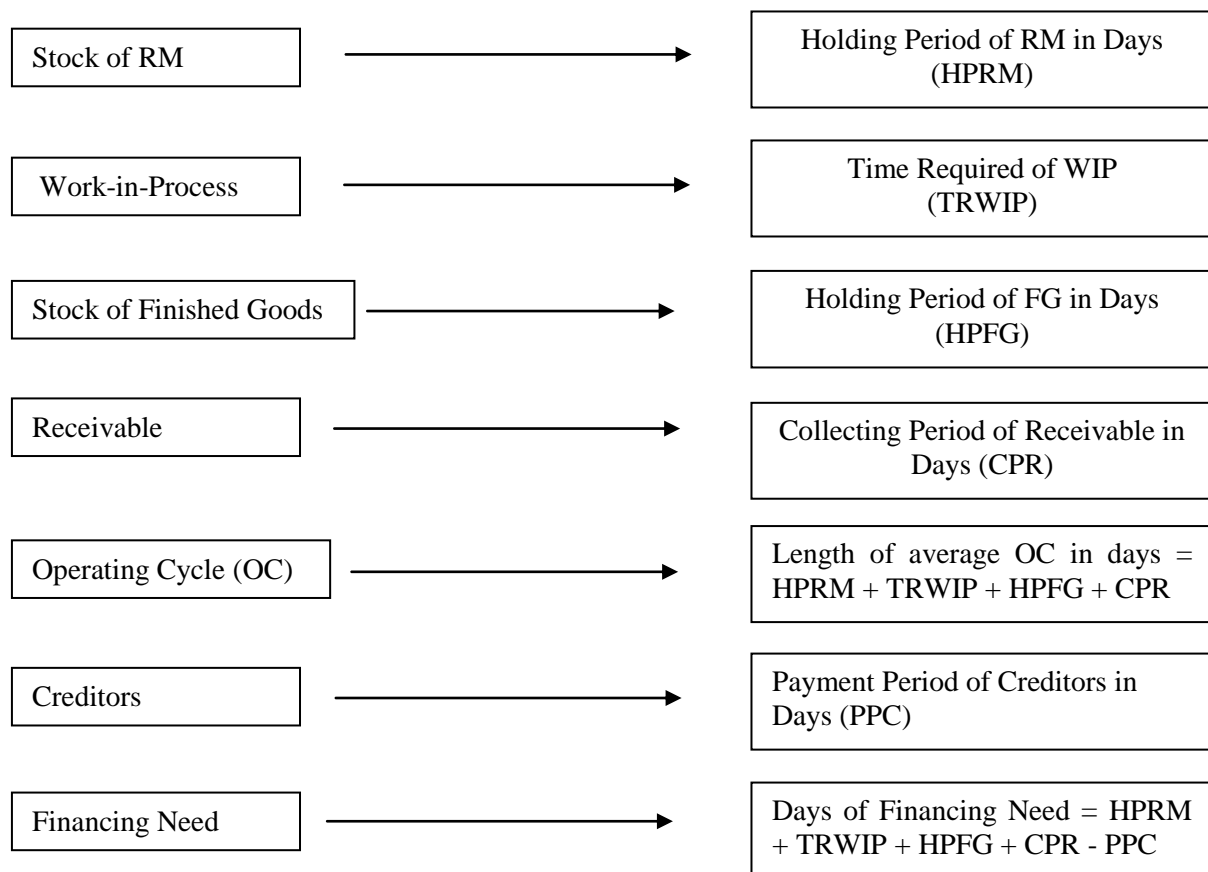 Stock of RM
Holding Period of RM in Days
(HPRM)
Work-in-Process
Time Required of WIP
(TRWIP)
Stock of Finished Goods
Holding Period of FG in Days
(HPFG)
Receivable
Collecting Period of Receivable in
Days (CPR)
Operating Cycle (OC)
Length of average OC in days =
HPRM + TRWIP + HPFG + CPR
Creditors
Payment Period of Creditors in
Days (PPC)
Financing Need
Days of Financing Need = HPRM
+ TRWIP + HPFG + CPR - PPC